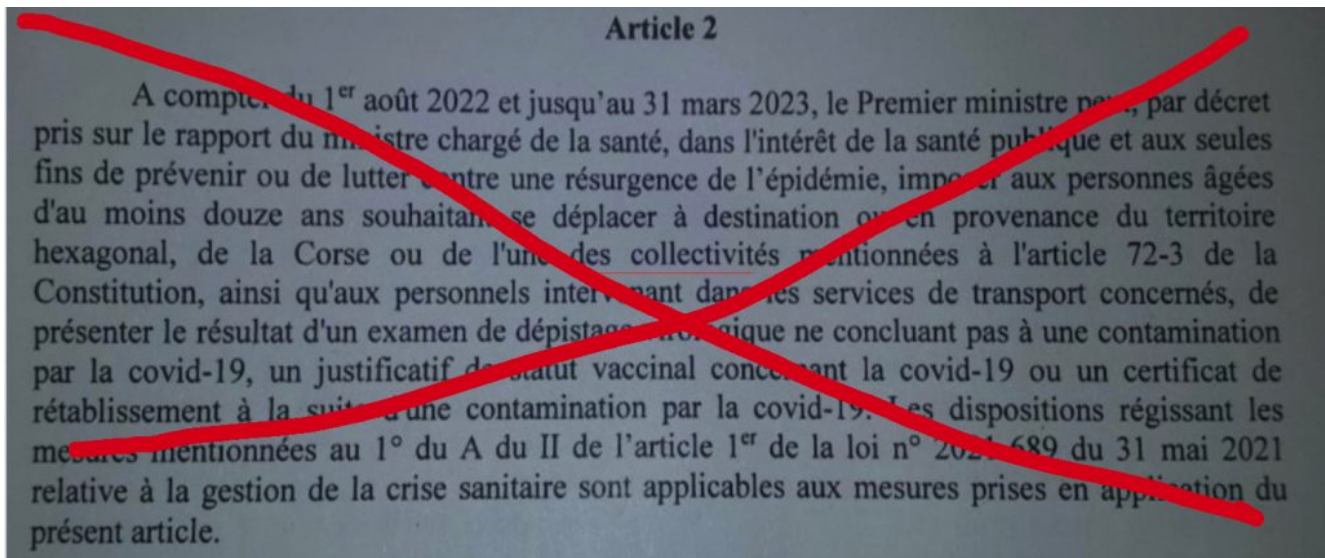 Article 2
A compter du 1er août 2022 et jusqu'au 31 mars 2023, le Premier ministre peut, par décret
pris sur le rapport du ministre chargé de la santé, dans l'intérêt de la santé publique et aux seules
fins de prévenir ou de lutter contre une résurgence de l'épidémie, imposer aux personnes âgées
d'au moins douze ans souhaitant se déplacer à destination ou en provenance du territoire
hexagonal, de la Corse ou de l'une des collectivités mentionnées à l'article 72-3 de la
Constitution, ainsi qu'aux personnels intervenant dans les services de transport concernés, de
présenter le résultat d'un examen de dépistage virologique ne concluant pas à une contamination
par la covid-19, un justificatif de statut vaccinal concernant la covid-19 ou un certificat de
rétablissement à la suite d'une contamination par la covid-19. Les dispositions régissant les
mesures mentionnées au 1° du A du II de l'article 1er de la loi n° 2021-689 du 31 mai 2021
relative à la gestion de la crise sanitaire sont applicables aux mesures prises en application du
présent article.